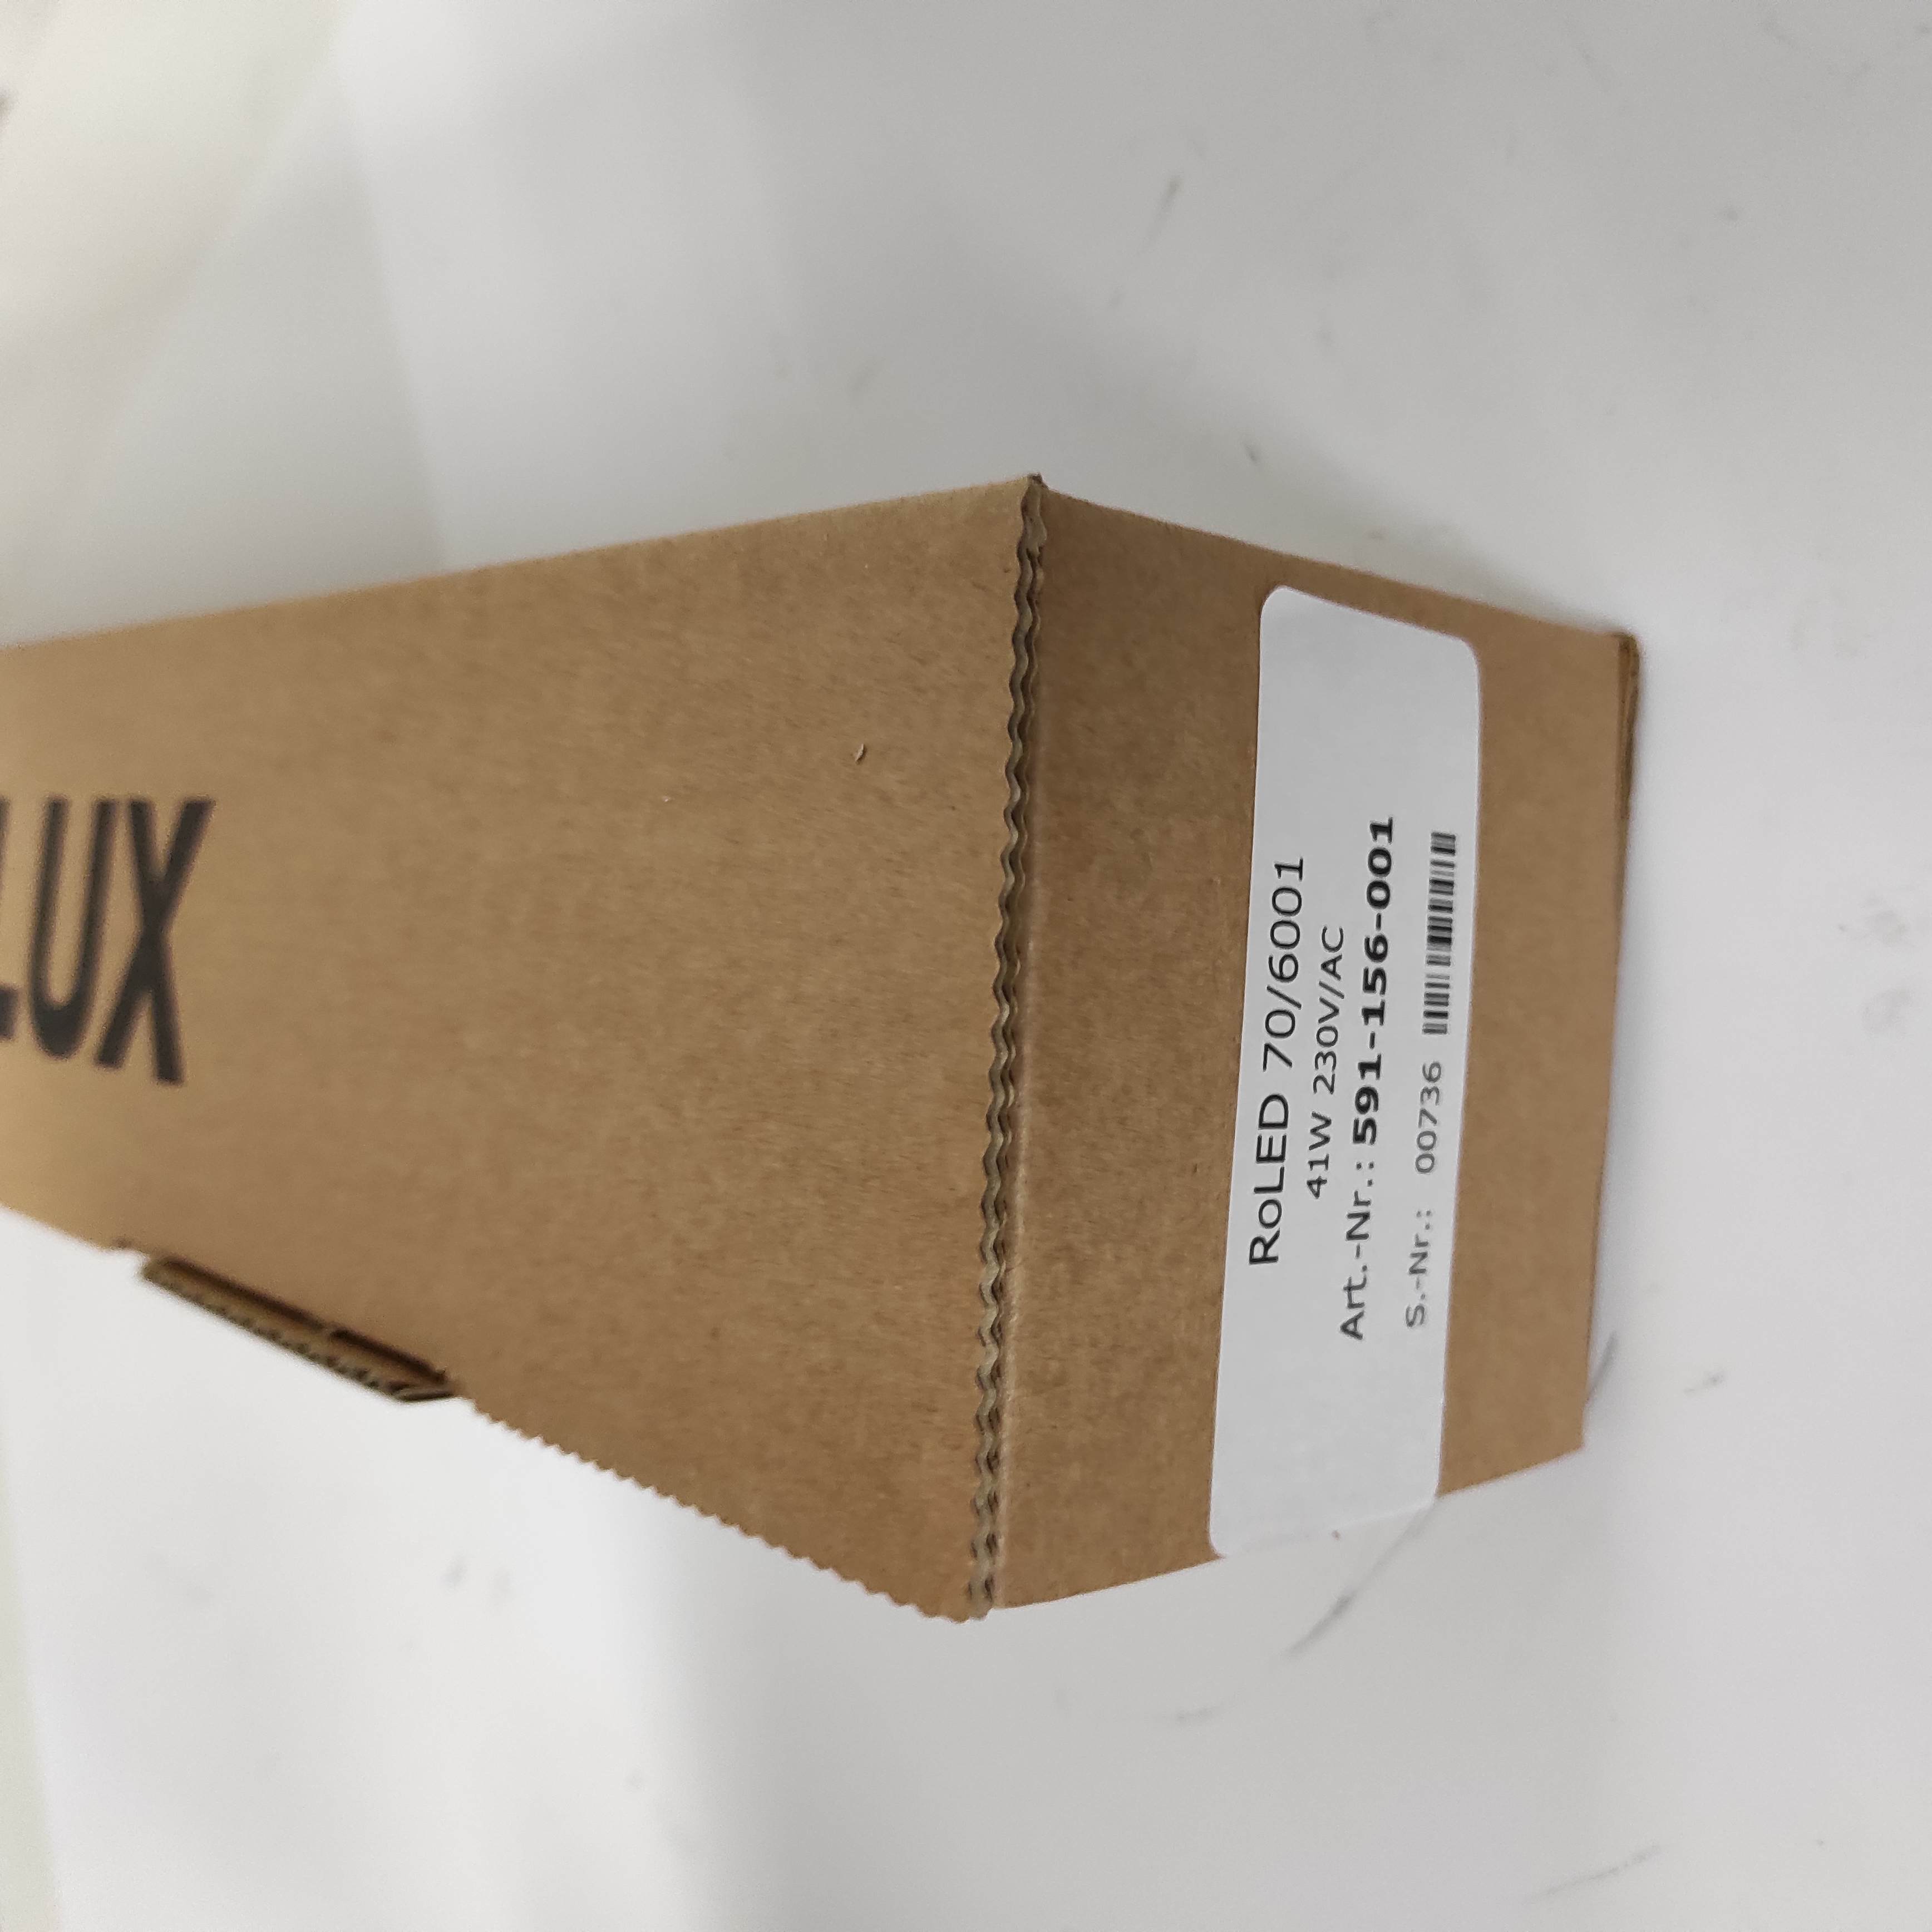 LUX
RoLED 70/6001
41W 230V/AC
Art.-Nr.: 591-156-001
S.-Nr.: 00736